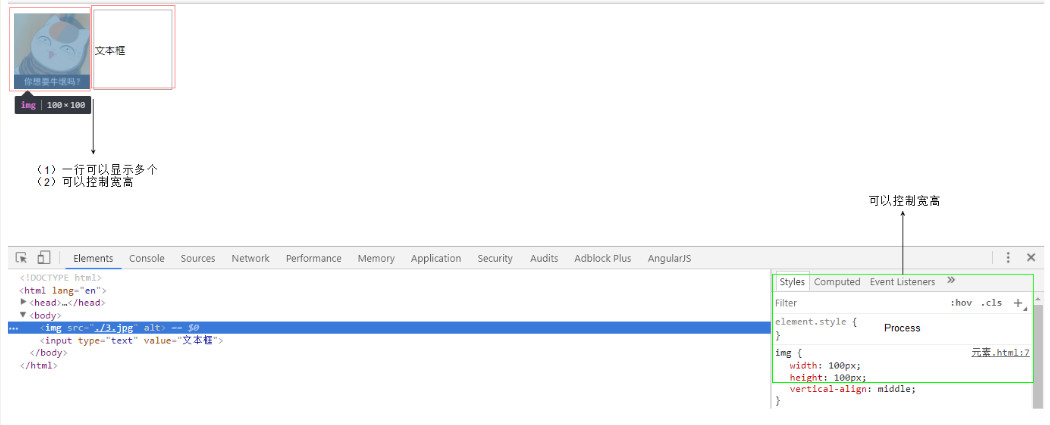 文本框
你想要牛逼吗?
img | 100×100
（1）一行可以显示多个
（2）可以控制宽高
可以控制宽高
Elements Console Sources Network Performance Memory Application Security Audits Adblock Plus AngularJS
<!DOCTYPE html>
<html lang="en">
<head>…</head>
<body>
<img src="./3.jpg" alt> == $0
<input type="text" value="文本框">
</body>
</html>
Styles Computed Event Listeners »
Filter :hov .cls +
element.style {
Process
}
img { 元素.html:7
width: 100px;
height: 100px;
vertical-align: middle;
}